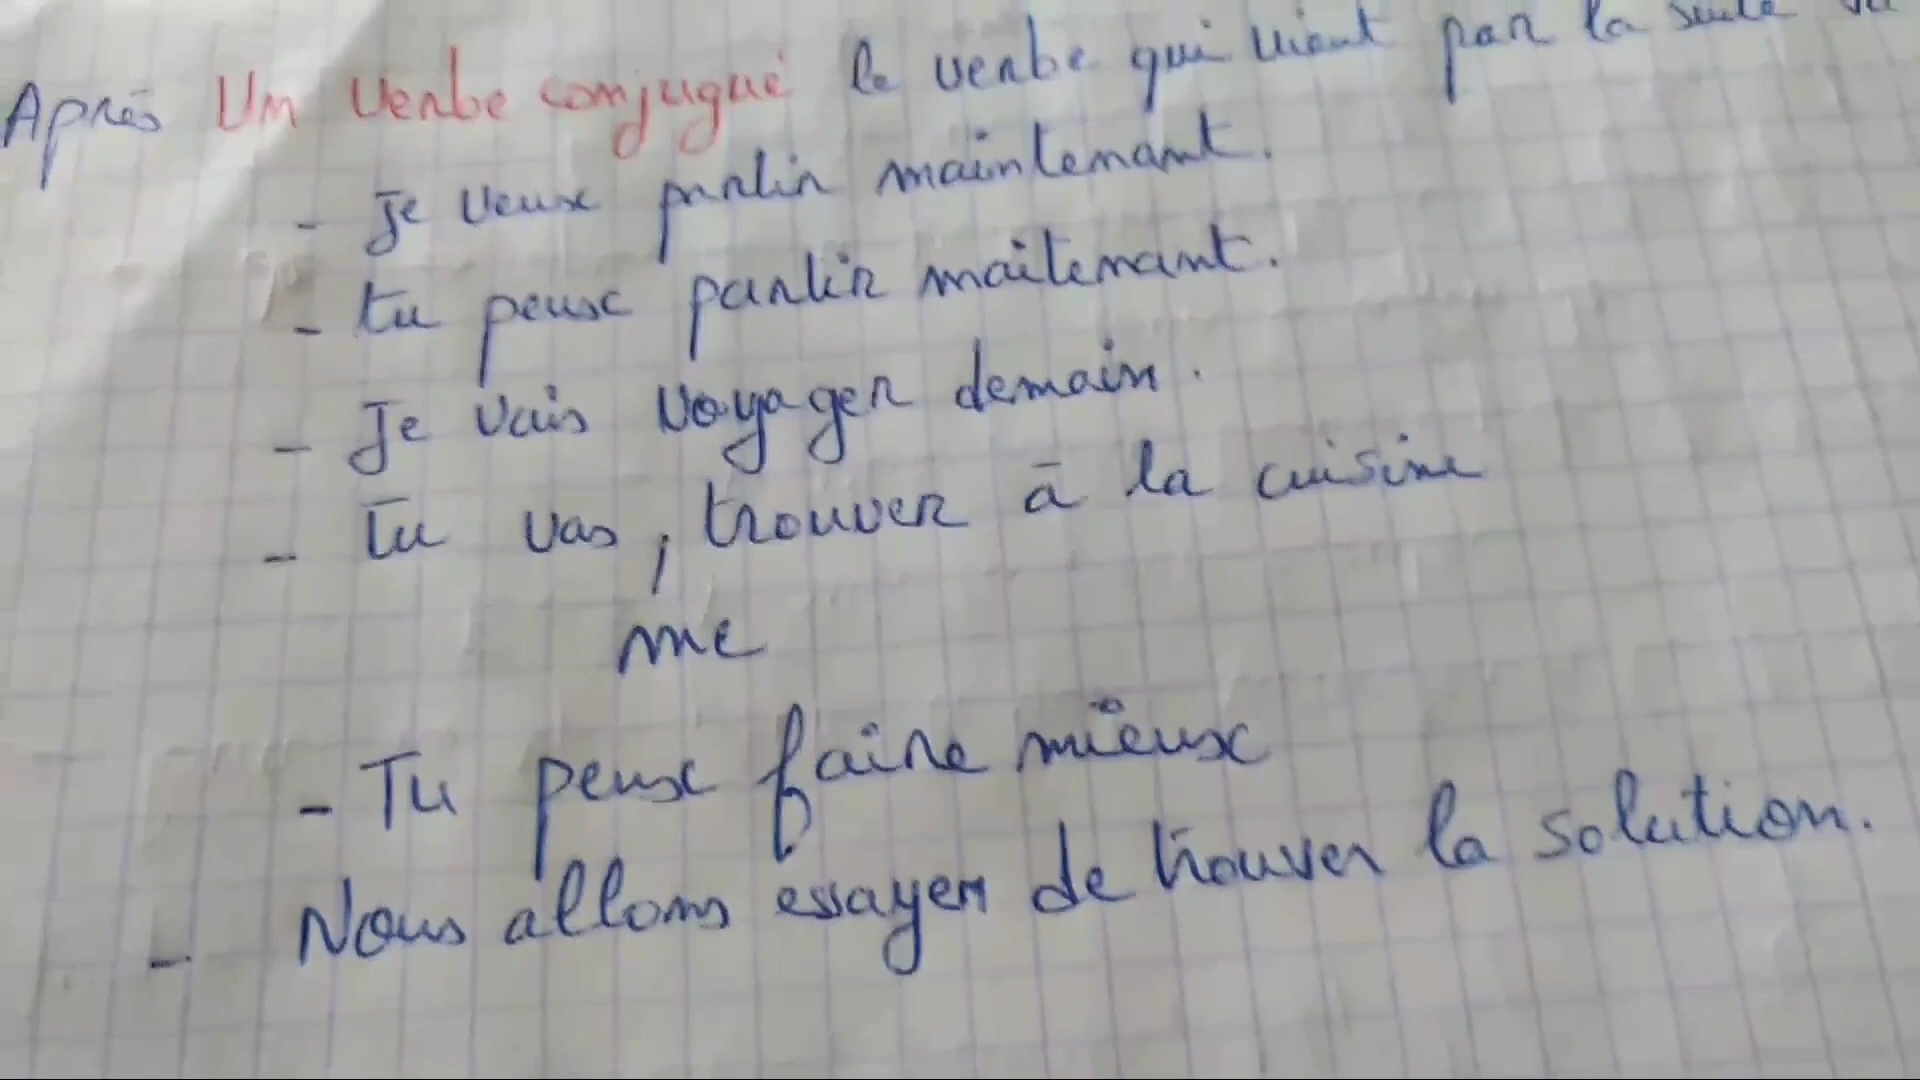 Après Un verbe conjugué le verbe qui vient par la suite
- Je veux partir maintenant.
- tu peux partir maitenant.
- Je vais voyager demain.
- Tu vas, trouver à la cuisine
me
- Tu peux faire mieux
- Nous allons essayer de trouver la solution.